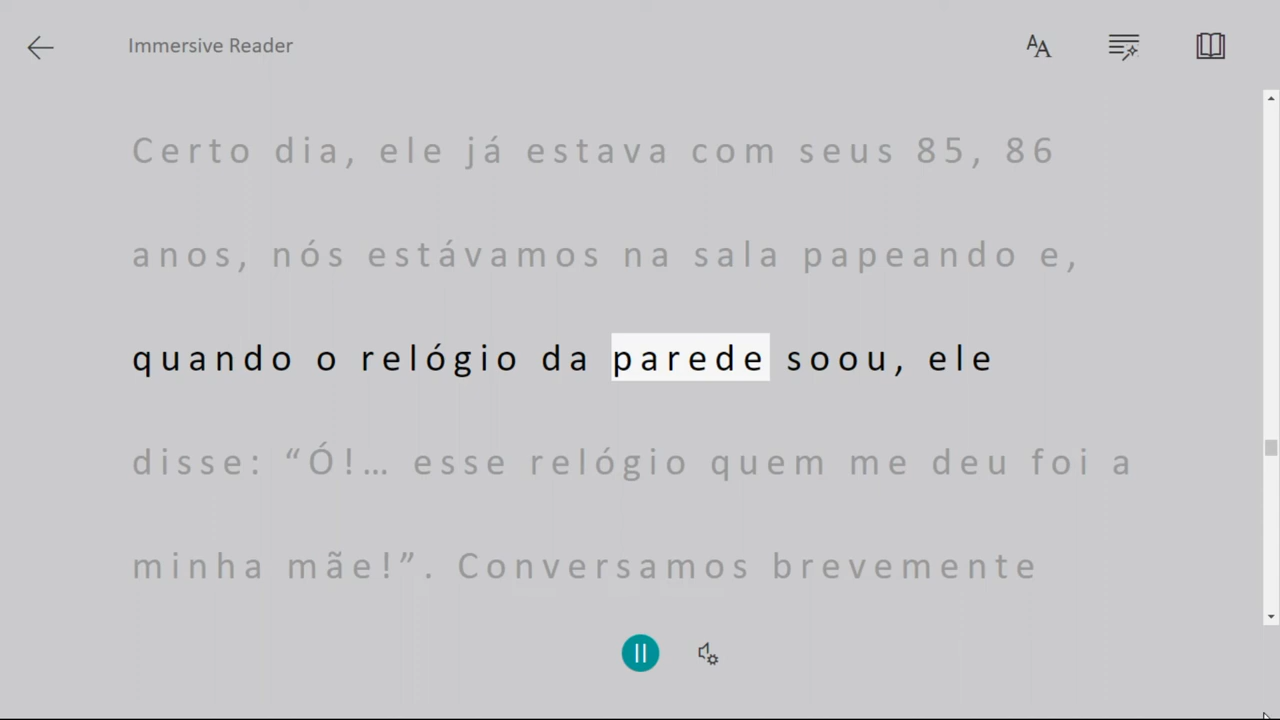 Immersive Reader
Certo dia, ele já estava com seus 85, 86
anos, nós estávamos na sala papeando e,
quando o relógio da parede soou, ele
disse: “Ó!… esse relógio quem me deu foi a
minha mãe!”. Conversamos brevemente